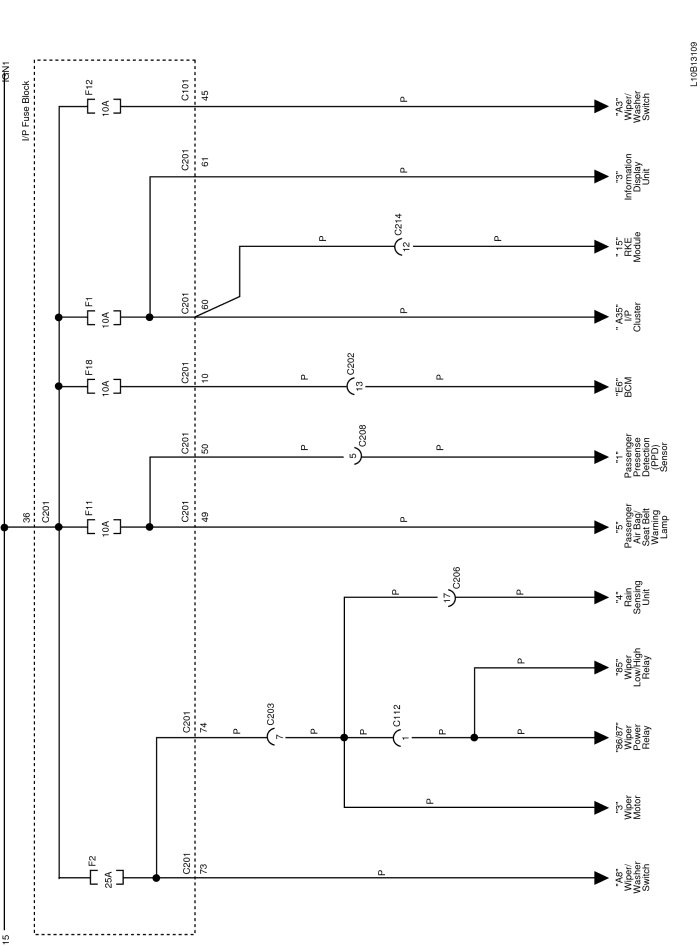 15
IGN1
I/P Fuse Block
36
C201
F2
25A
F11
10A
F18
10A
F1
10A
F12
10A
C201
73
C201
74
C201
49
C201
50
C201
10
C201
60
C201
61
C101
45
P
P
C203
7
P
P
P
C112
1
P
P
P
P
C206
17
P
P
P
C208
5
P
P
C202
13
P
P
P
C214
12
P
P
P
"A8"
Wiper/
Washer
Switch
"3"
Wiper
Motor
"86/87"
Wiper
Power
Relay
"85"
Wiper
Low/High
Relay
"4"
Rain
Sensing
Unit
"5"
Passenger
Air Bag/
Seat Belt
Warning
Lamp
"1"
Passenger
Presense
Detection
(PPD)
Sensor
"E6"
BCM
" A35"
I/P
Cluster
" 15"
RKE
Module
"3"
Information
Display
Unit
"A3"
Wiper/
Washer
Switch
L10B13109